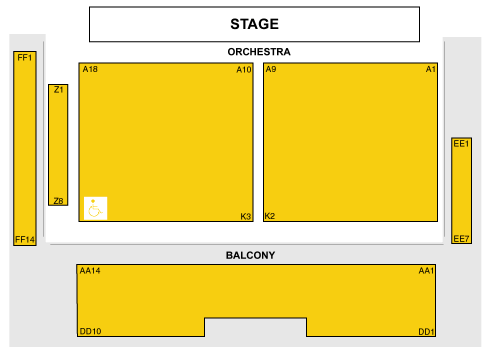 STAGE
ORCHESTRA
FF1
A18 A10 A9 A1
Z1
EE1
Z8
K3 K2
FF14 EE7
BALCONY
AA14 AA1
DD10 DD1